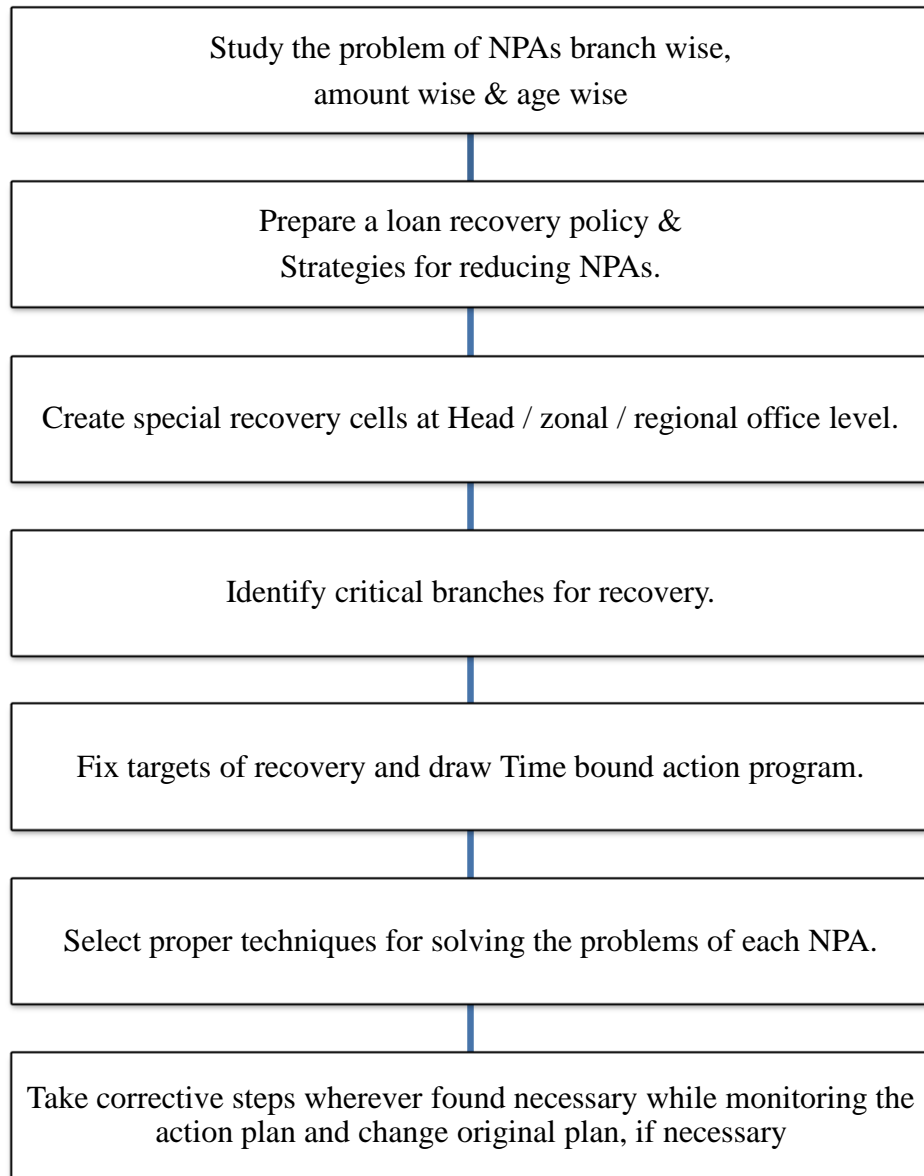 Study the problem of NPAs branch wise,
amount wise & age wise
Prepare a loan recovery policy &
Strategies for reducing NPAs.
Create special recovery cells at Head / zonal / regional office level.
Identify critical branches for recovery.
Fix targets of recovery and draw Time bound action program.
Select proper techniques for solving the problems of each NPA.
Take corrective steps wherever found necessary while monitoring the
action plan and change original plan, if necessary